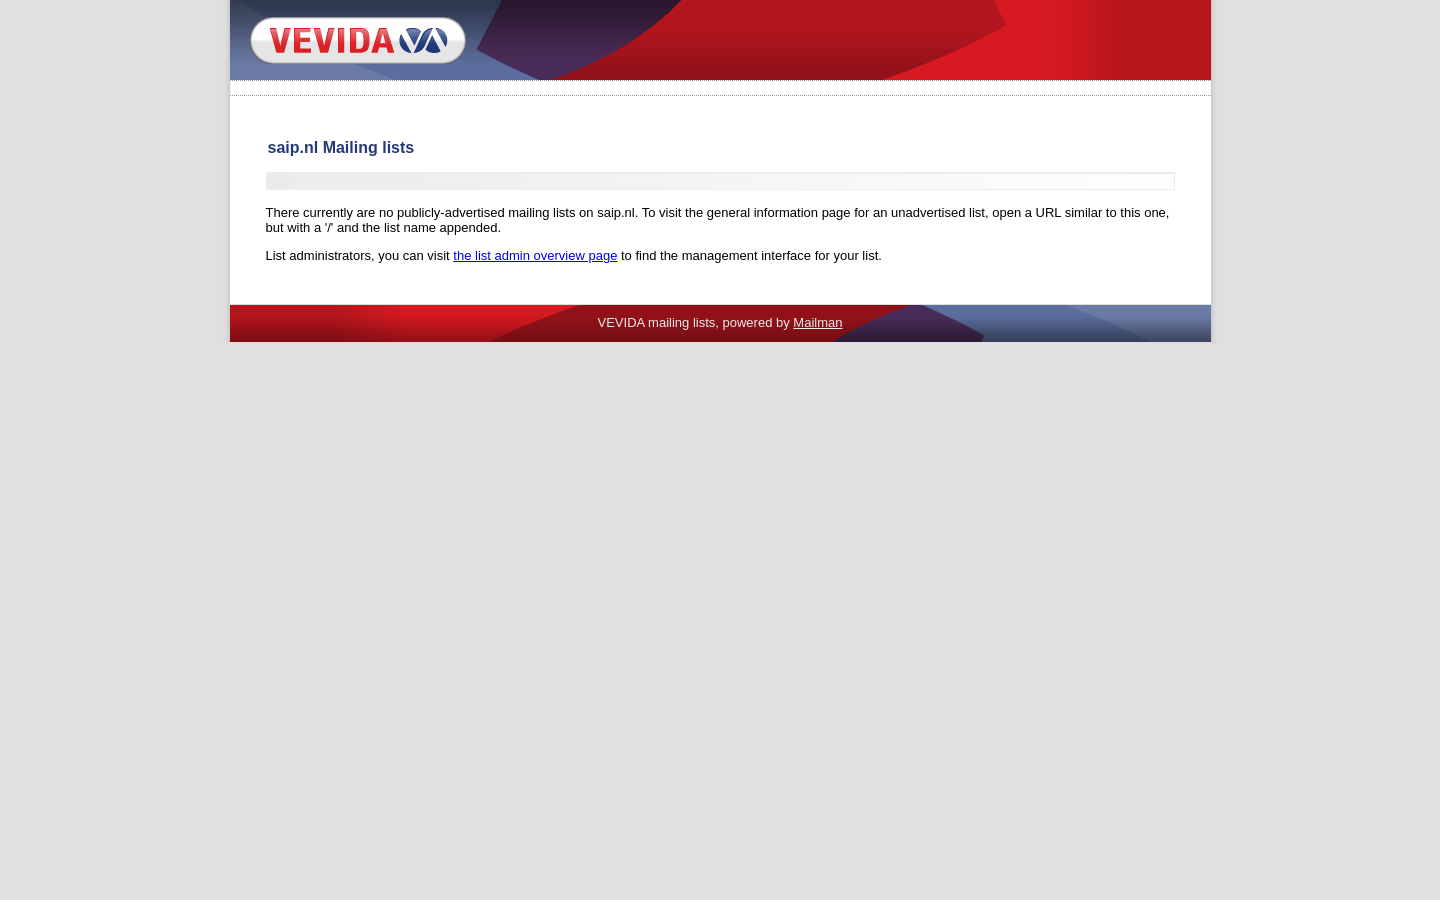 VEVIDA
saip.nl Mailing lists
There currently are no publicly-advertised mailing lists on saip.nl. To visit the general information page for an unadvertised list, open a URL similar to this one,
but with a '/' and the list name appended.
List administrators, you can visit the list admin overview page to find the management interface for your list.
VEVIDA mailing lists, powered by Mailman